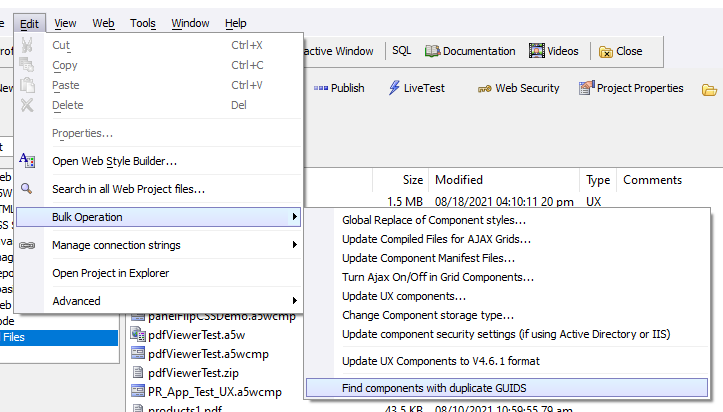 Edit View Web Tools Window Help
Cut Ctrl+X
Copy Ctrl+C
Paste Ctrl+V
Delete Del
Properties...
Open Web Style Builder...
Search in all Web Project files...
Bulk Operation
Manage connection strings
Open Project in Explorer
Advanced
active Window SQL Documentation Videos Close
Publish LiveTest Web Security Project Properties
Size Modified Type Comments
1.5 MB 08/18/2021 04:10:11 20 pm UX
Global Replace of Component styles...
Update Compiled Files for AJAX Grids...
Update Component Manifest Files...
Turn Ajax On/Off in Grid Components...
Update UX components...
Change Component storage type...
Update component security settings (if using Active Directory or IIS)
Update UX Components to V4.6.1 format
Find components with duplicate GUIDS
Files
panelFlipCSSDemo.a5wcmp
pdfViewerTest.a5w
pdfViewerTest.a5wcmp
pdfViewerTest.zip
PR_App_Test_UX.a5wcmp
products1.pdf 43.5 KB 08/10/2021 10:59:55 79 am